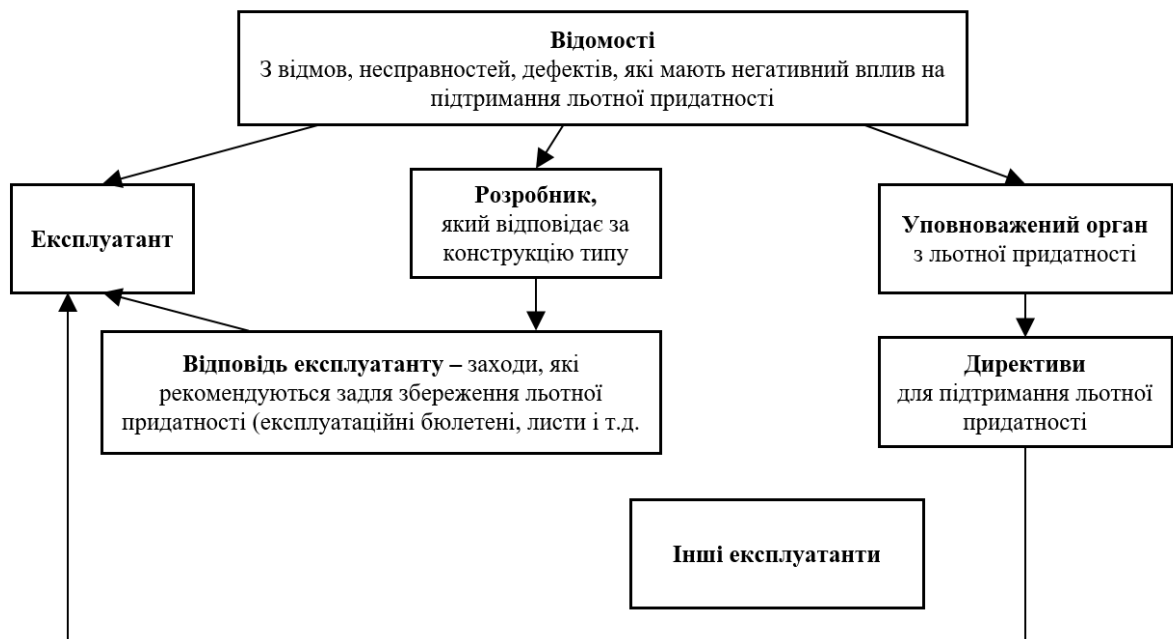 Відомості
З відмов, несправностей, дефектів, які мають негативний вплив на
підтримання льотної придатності
Експлуатант
Розробник,
який відповідає за
конструкцію типу
Уповноважений орган
з льотної придатності
Відповідь експлуатанту – заходи, які
рекомендуються задля збереження льотної
придатності (експлуатаційні бюлетені, листи і т.д.
Директиви
для підтримання льотної
придатності
Інші експлуатанти